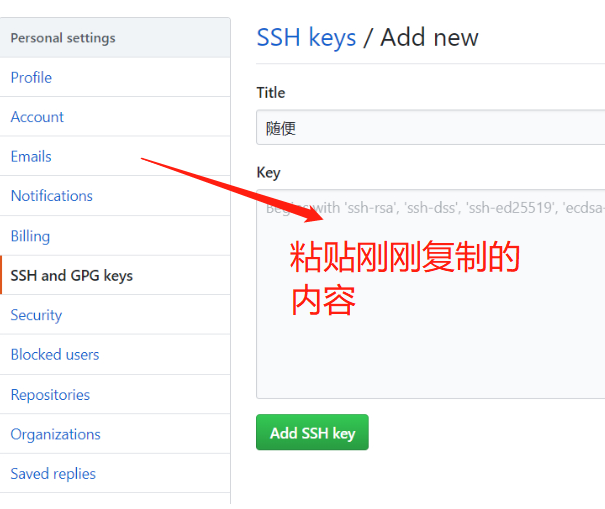 Personal settings
Profile
Account
Emails
Notifications
Billing
SSH and GPG keys
Security
Blocked users
Repositories
Organizations
Saved replies
SSH keys / Add new
Title
随便
Key
Begins with 'ssh-rsa', 'ssh-dss', 'ssh-ed25519', 'ecdsa-
粘贴刚刚复制的
内容
Add SSH key